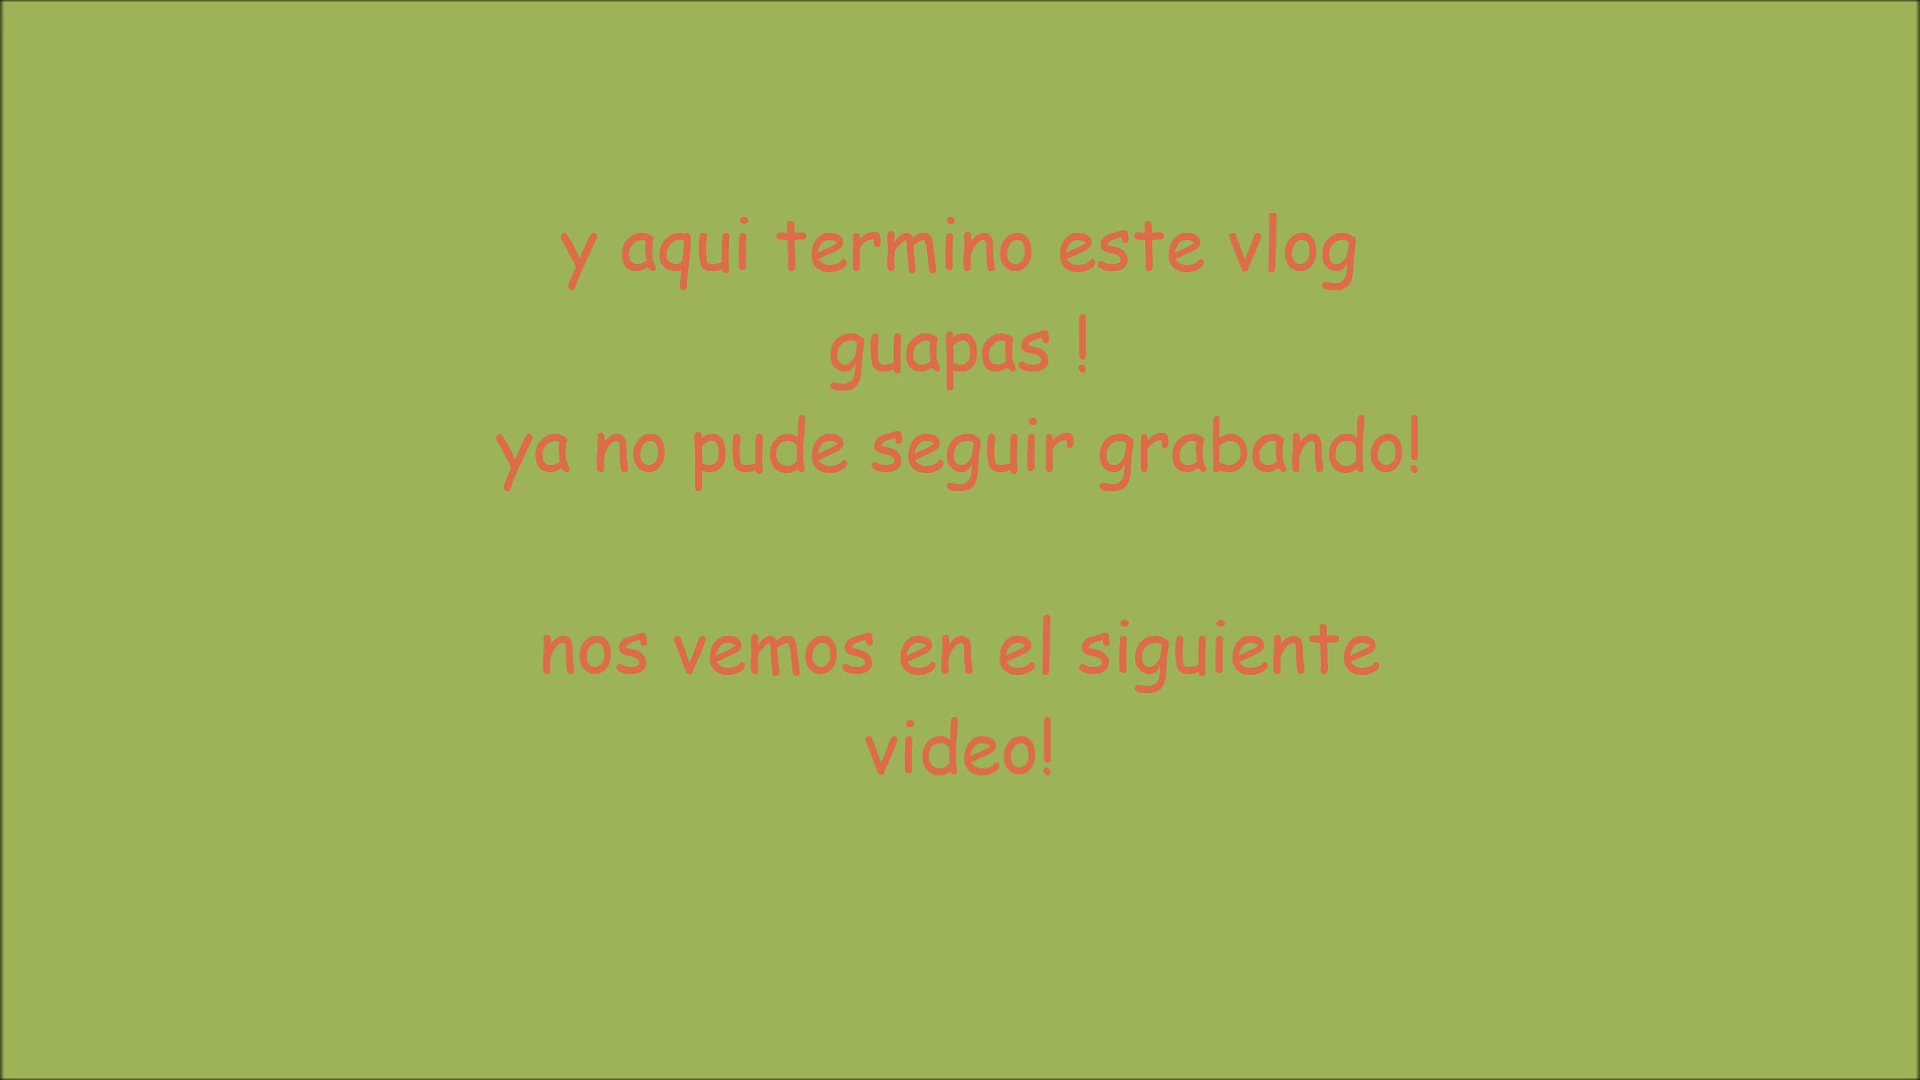 y aqui termino este vlog
guapas !
ya no pude seguir grabando!
nos vemos en el siguiente
video!